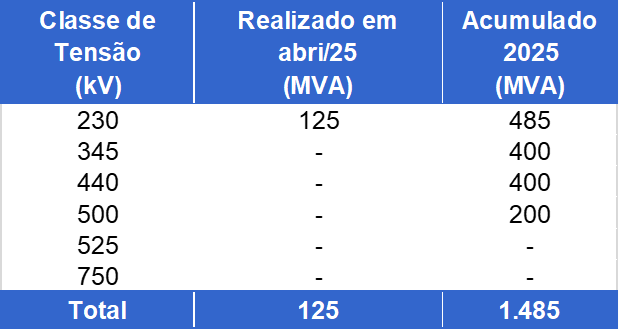 Classe de Tensão (kV) Realizado em abri/25 (MVA) Acumulado 2025 (MVA)
230 125 485
345 - 400
440 - 400
500 - 200
525 - -
750 - -
Total 125 1.485